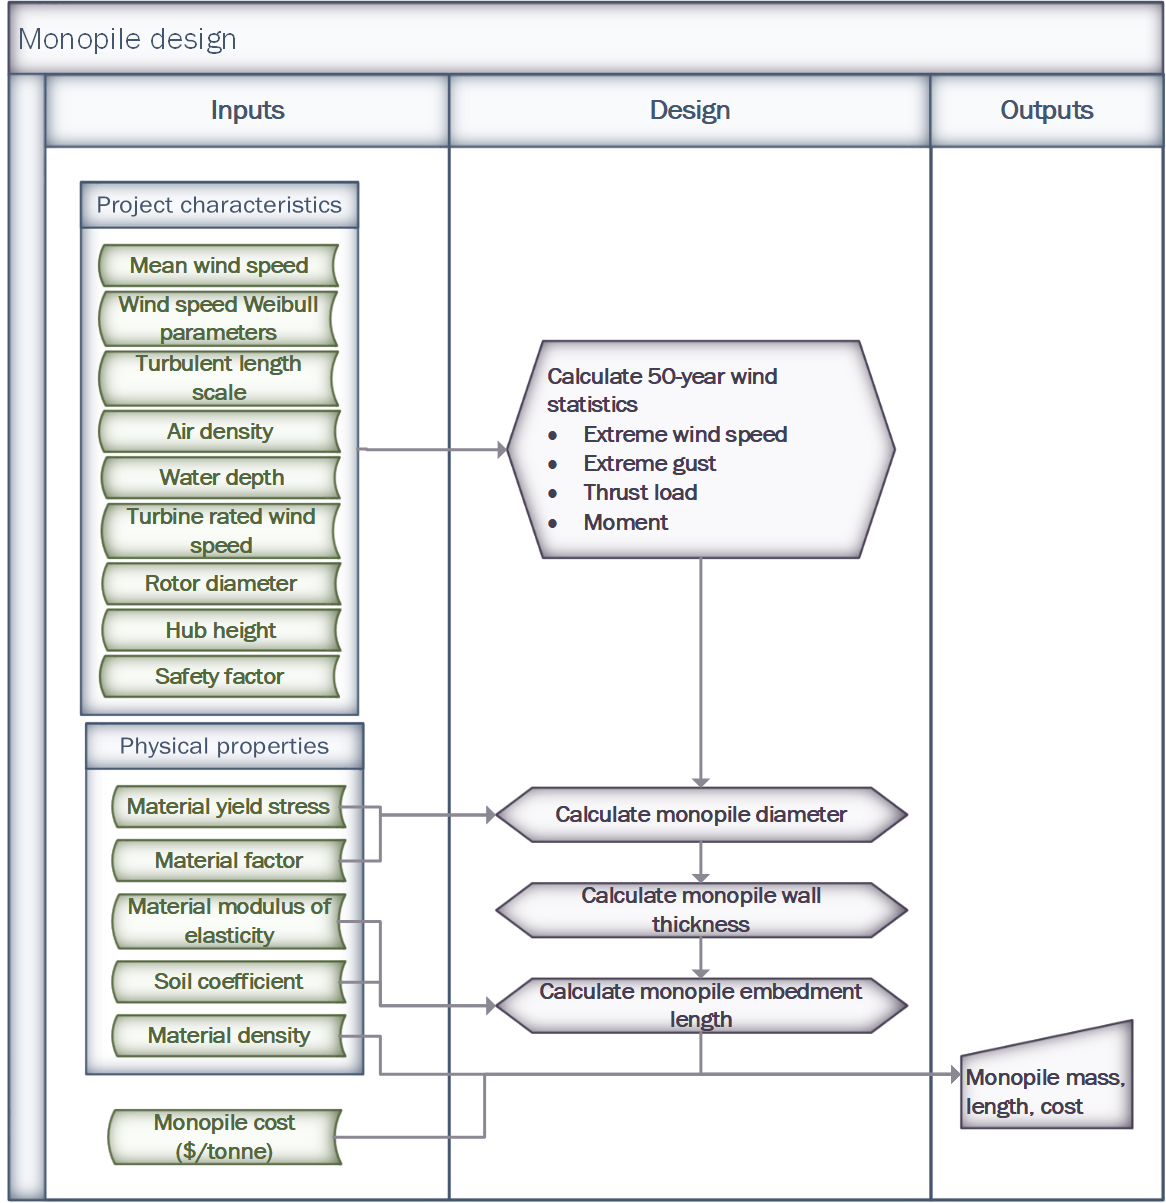 Monopile design
Inputs
Design
Outputs
Project characteristics
Mean wind speed
Wind speed Weibull
parameters
Turbulent length
scale
Air density
Water depth
Turbine rated wind
speed
Rotor diameter
Hub height
Safety factor
Physical properties
Material yield stress
Material factor
Material modulus of
elasticity
Soil coefficient
Material density
Monopile cost
($/tonne)
Calculate 50-year wind
statistics
• Extreme wind speed
• Extreme gust
• Thrust load
• Moment
Calculate monopile diameter
Calculate monopile wall
thickness
Calculate monopile embedment
length
Monopile mass,
length, cost